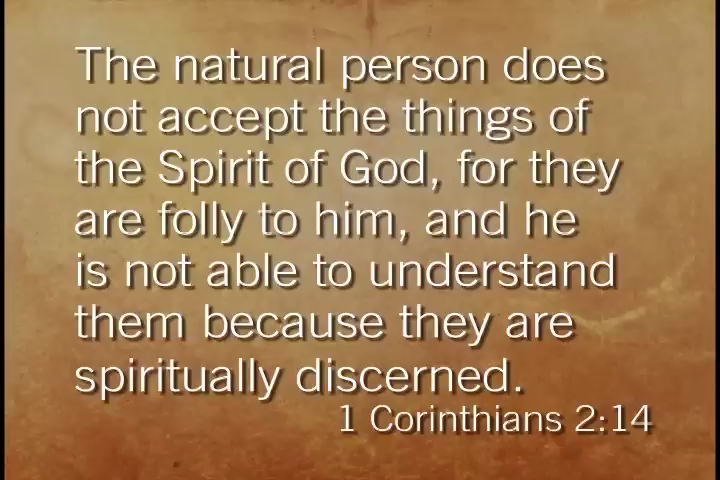 The natural person does
not accept the things of
the Spirit of God, for they
are folly to him, and he
is not able to understand
them because they are
spiritually discerned.
1 Corinthians 2:14